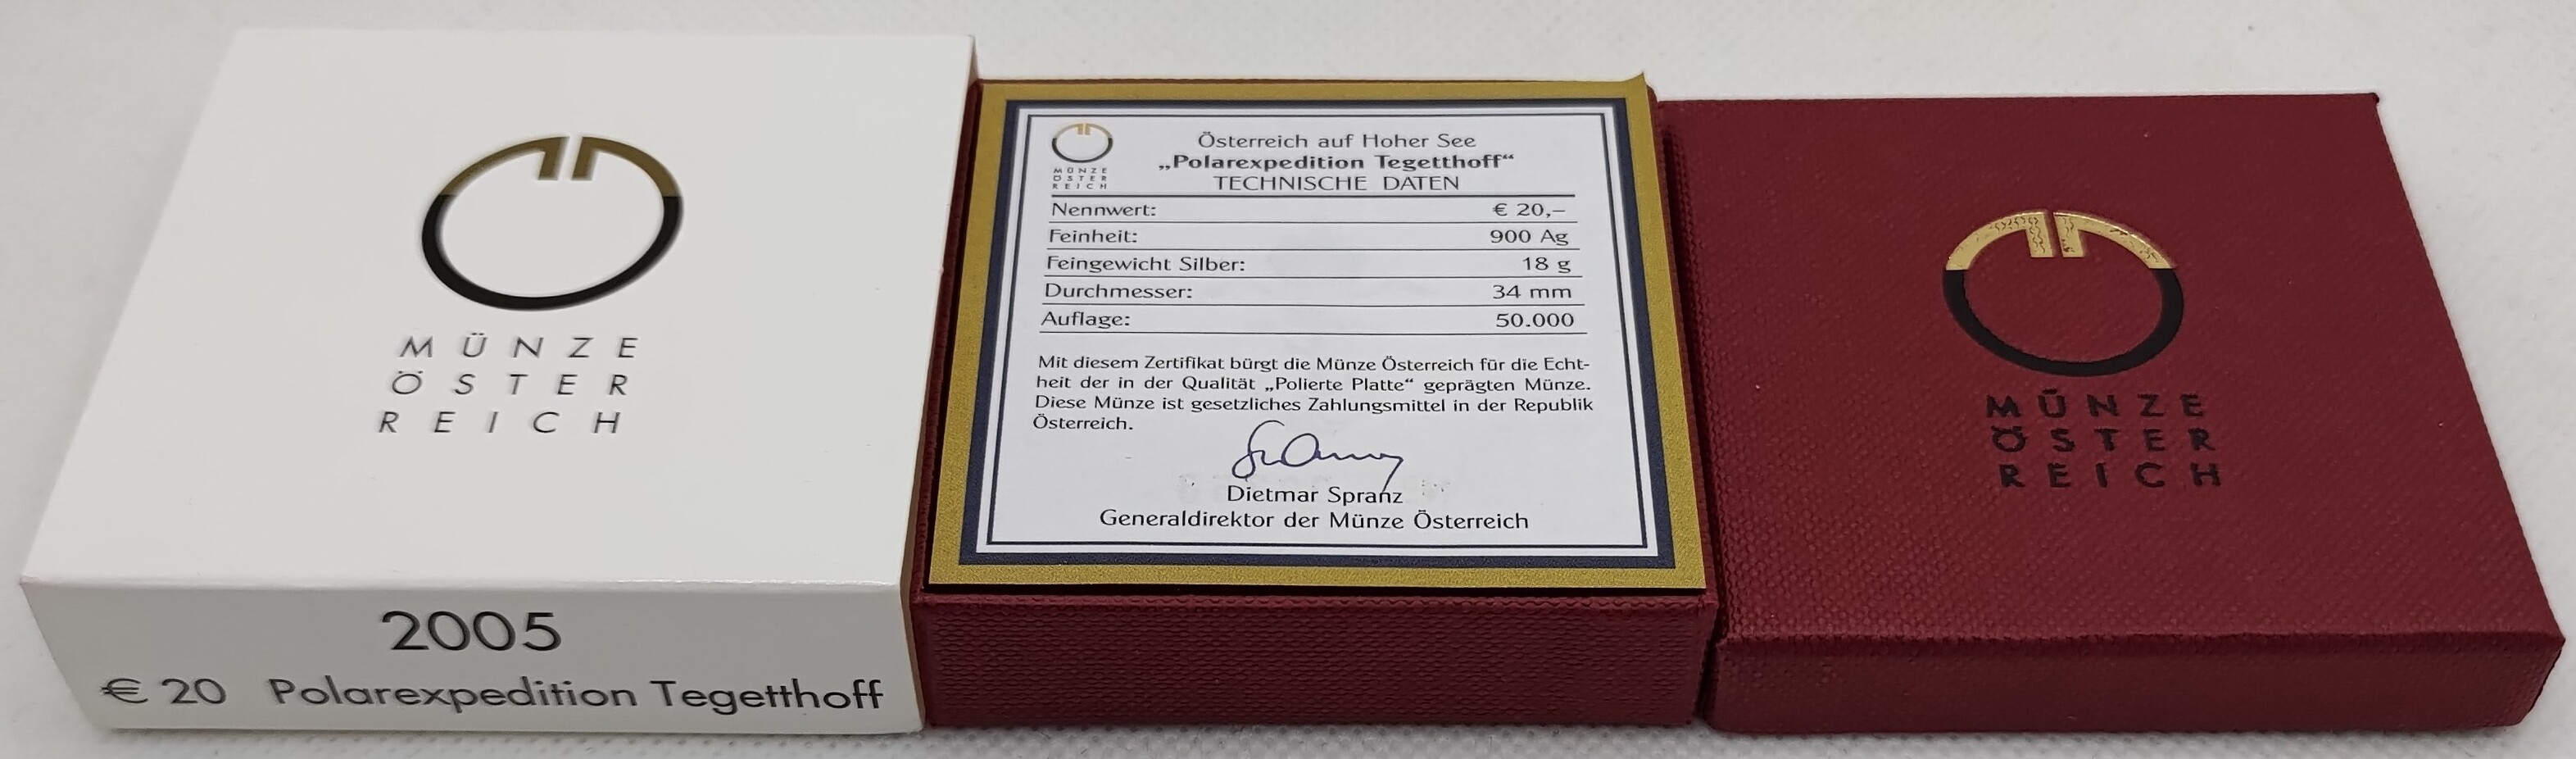 MÜNZE
ÖSTER
REICH
2005
€ 20 Polarexpedition Tegetthoff
MÜNZE
ÖSTER
REICH
Österreich auf Hoher See
„Polarexpedition Tegetthoff“
TECHNISCHE DATEN
Nennwert: € 20,–
Feinheit: 900 Ag
Feingewicht Silber: 18 g
Durchmesser: 34 mm
Auflage: 50.000
Mit diesem Zertifikat bürgt die Münze Österreich für die Echt-
heit der in der Qualität „Polierte Platte“ geprägten Münze.
Diese Münze ist gesetzliches Zahlungsmittel in der Republik
Österreich.
Dietmar Spranz
Generaldirektor der Münze Österreich
MÜNZE
ÖSTER
REICH